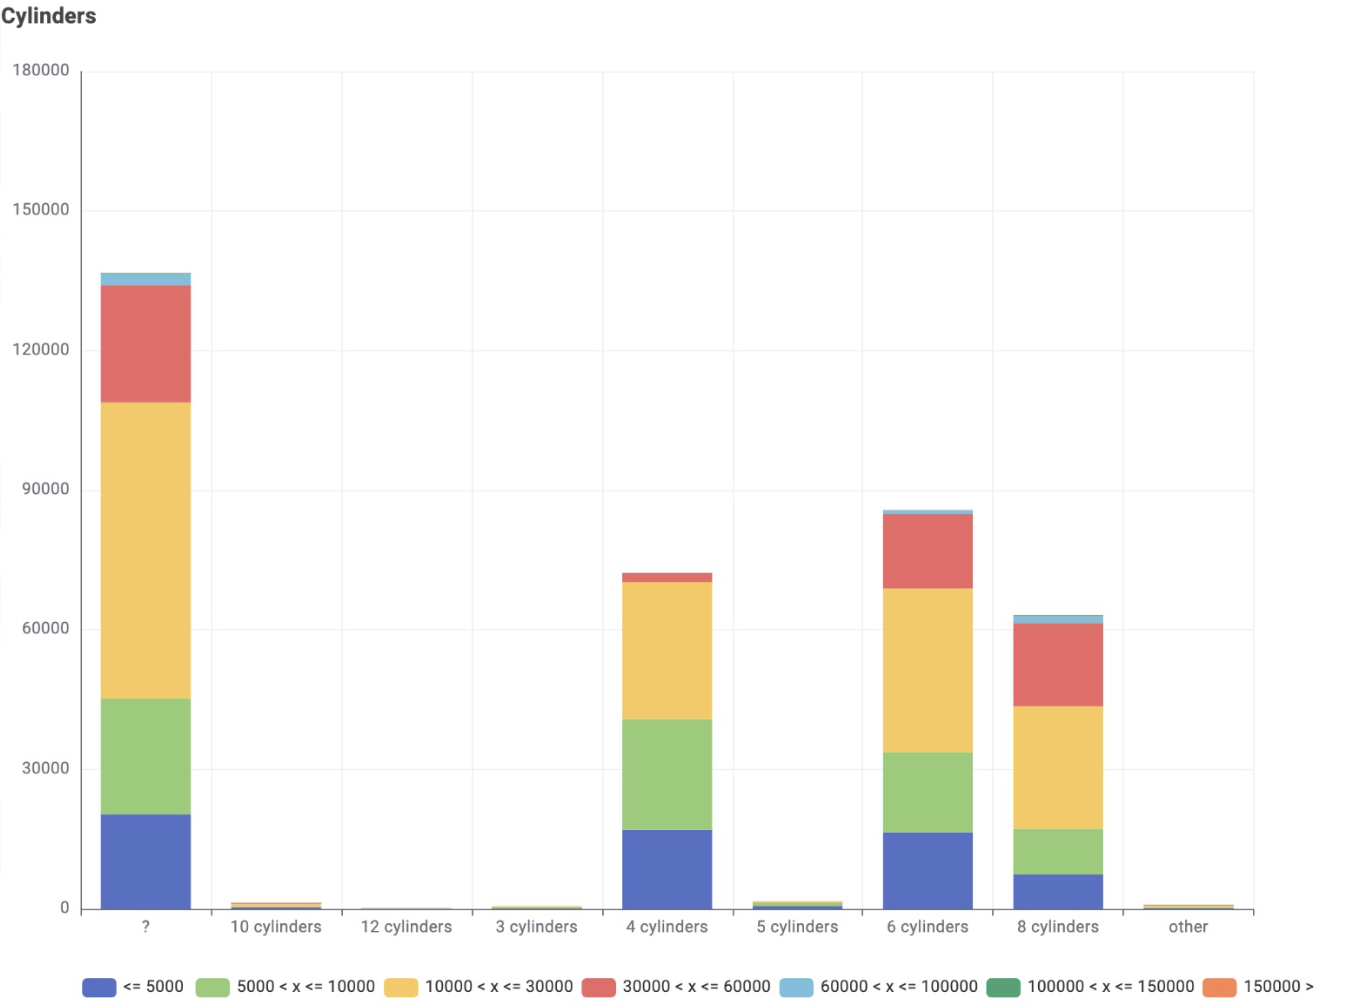 Cylinders
180000
150000
120000
90000
60000
30000
0
? 10 cylinders 12 cylinders 3 cylinders 4 cylinders 5 cylinders 6 cylinders 8 cylinders other
<= 5000 5000 < x <= 10000 10000 < x <= 30000 30000 < x <= 60000 60000 < x <= 100000 100000 < x <= 150000 150000 >